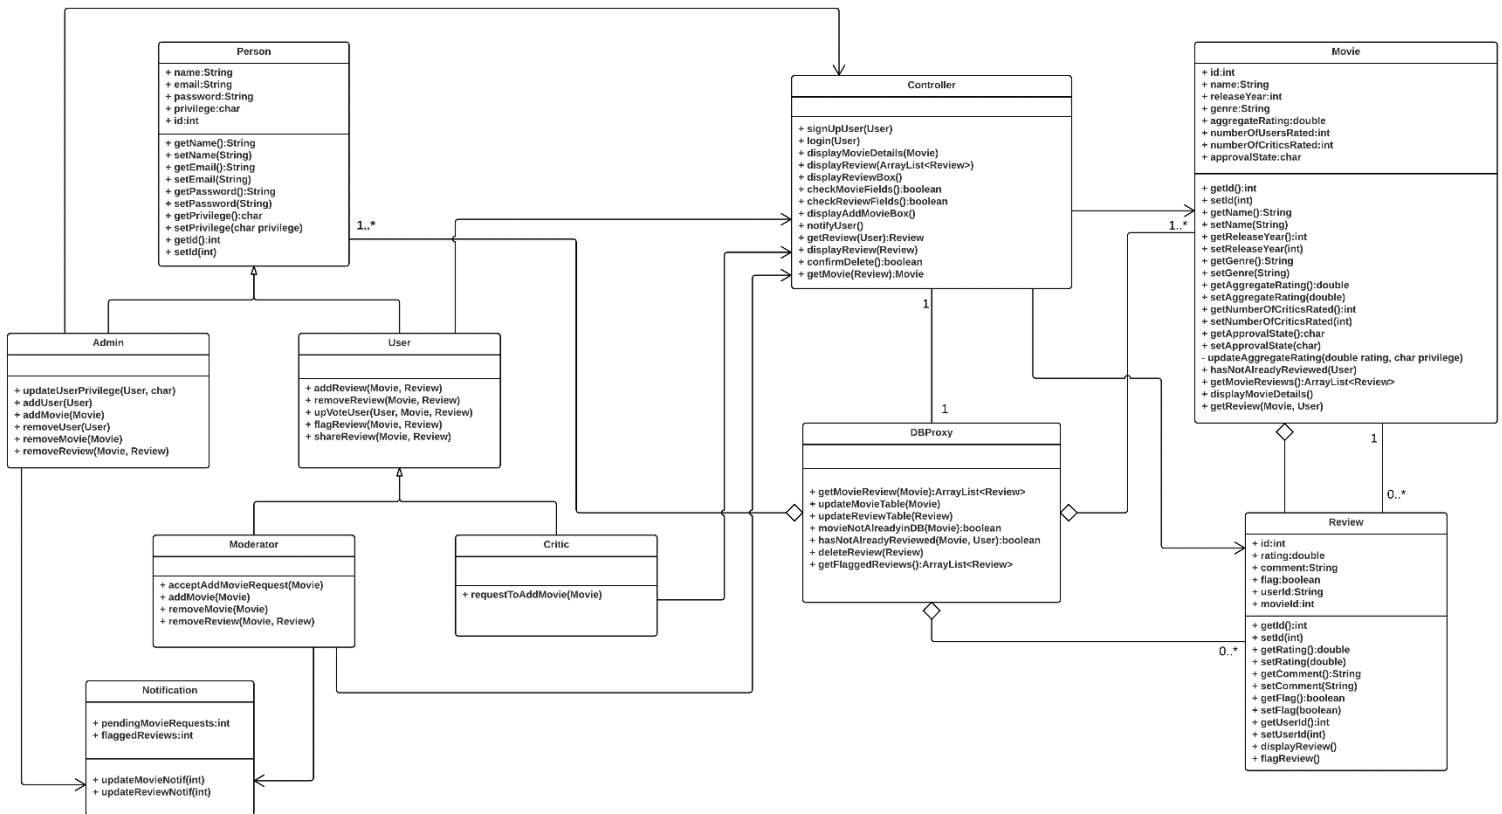 Person
+ name:String
+ email:String
+ password:String
+ privilege:char
+ id:int
+ getName():String
+ setName(String)
+ getEmail():String
+ setEmail(String)
+ getPassword():String
+ setPassword(String)
+ getPrivilege():char
+ setPrivilege(char privilege)
+ getId():int
+ setId(int)
1..*
Controller
+ signUpUser(User)
+ login(User)
+ displayMovieDetails(Movie)
+ displayReview(ArrayList<Review>)
+ displayReviewBox()
+ checkMovieFields():boolean
+ checkReviewFields():boolean
+ displayAddMovieBox()
+ notifyUser()
+ getReview(User):Review
+ displayReview(Review)
+ confirmDelete():boolean
+ getMovie(Review):Movie
1
1
Movie
+ id:int
+ name:String
+ releaseYear:int
+ genre:String
+ aggregateRating:double
+ numberOfUsersRated:int
+ numberOfCriticsRated:int
+ approvalState:char
+ getId():int
+ setId(int)
+ getName():String
+ setName(String)
+ getReleaseYear():int
+ setReleaseYear(int)
+ getGenre():String
+ setGenre(String)
+ getAggregateRating():double
+ setAggregateRating(double)
+ getNumberOfCriticsRated():int
+ setNumberOfCriticsRated(int)
+ getApprovalState():char
+ setApprovalState(char)
- updateAggregateRating(double rating, char privilege)
+ hasNotAlreadyReviewed(User)
+ getMovieReviews():ArrayList<Review>
+ displayMovieDetails()
+ getReview(Movie, User)
1..*
1
0..*
Admin
+ updateUserPrivilege(User, char)
+ addUser(User)
+ addMovie(Movie)
+ removeUser(User)
+ removeMovie(Movie)
+ removeReview(Movie, Review)
User
+ addReview(Movie, Review)
+ removeReview(Movie, Review)
+ upVoteUser(User, Movie, Review)
+ flagReview(Movie, Review)
+ shareReview(Movie, Review)
DBProxy
+ getMovieReview(Movie):ArrayList<Review>
+ updateMovieTable(Movie)
+ updateReviewTable(Review)
+ movieNotAlreadyinDB(Movie):boolean
+ hasNotAlreadyReviewed(Movie, User):boolean
+ deleteReview(Review)
+ getFlaggedReviews():ArrayList<Review>
0..*
Review
+ id:int
+ rating:double
+ comment:String
+ flag:boolean
+ userId:String
+ movieId:int
+ getId():int
+ setId(int)
+ getRating():double
+ setRating(double)
+ getComment():String
+ setComment(String)
+ getFlag():boolean
+ setFlag(boolean)
+ getUserId():int
+ setUserId(int)
+ displayReview()
+ flagReview()
Moderator
+ acceptAddMovieRequest(Movie)
+ addMovie(Movie)
+ removeMovie(Movie)
+ removeReview(Movie, Review)
Critic
+ requestToAddMovie(Movie)
Notification
+ pendingMovieRequests:int
+ flaggedReviews:int
+ updateMovieNotif(int)
+ updateReviewNotif(int)